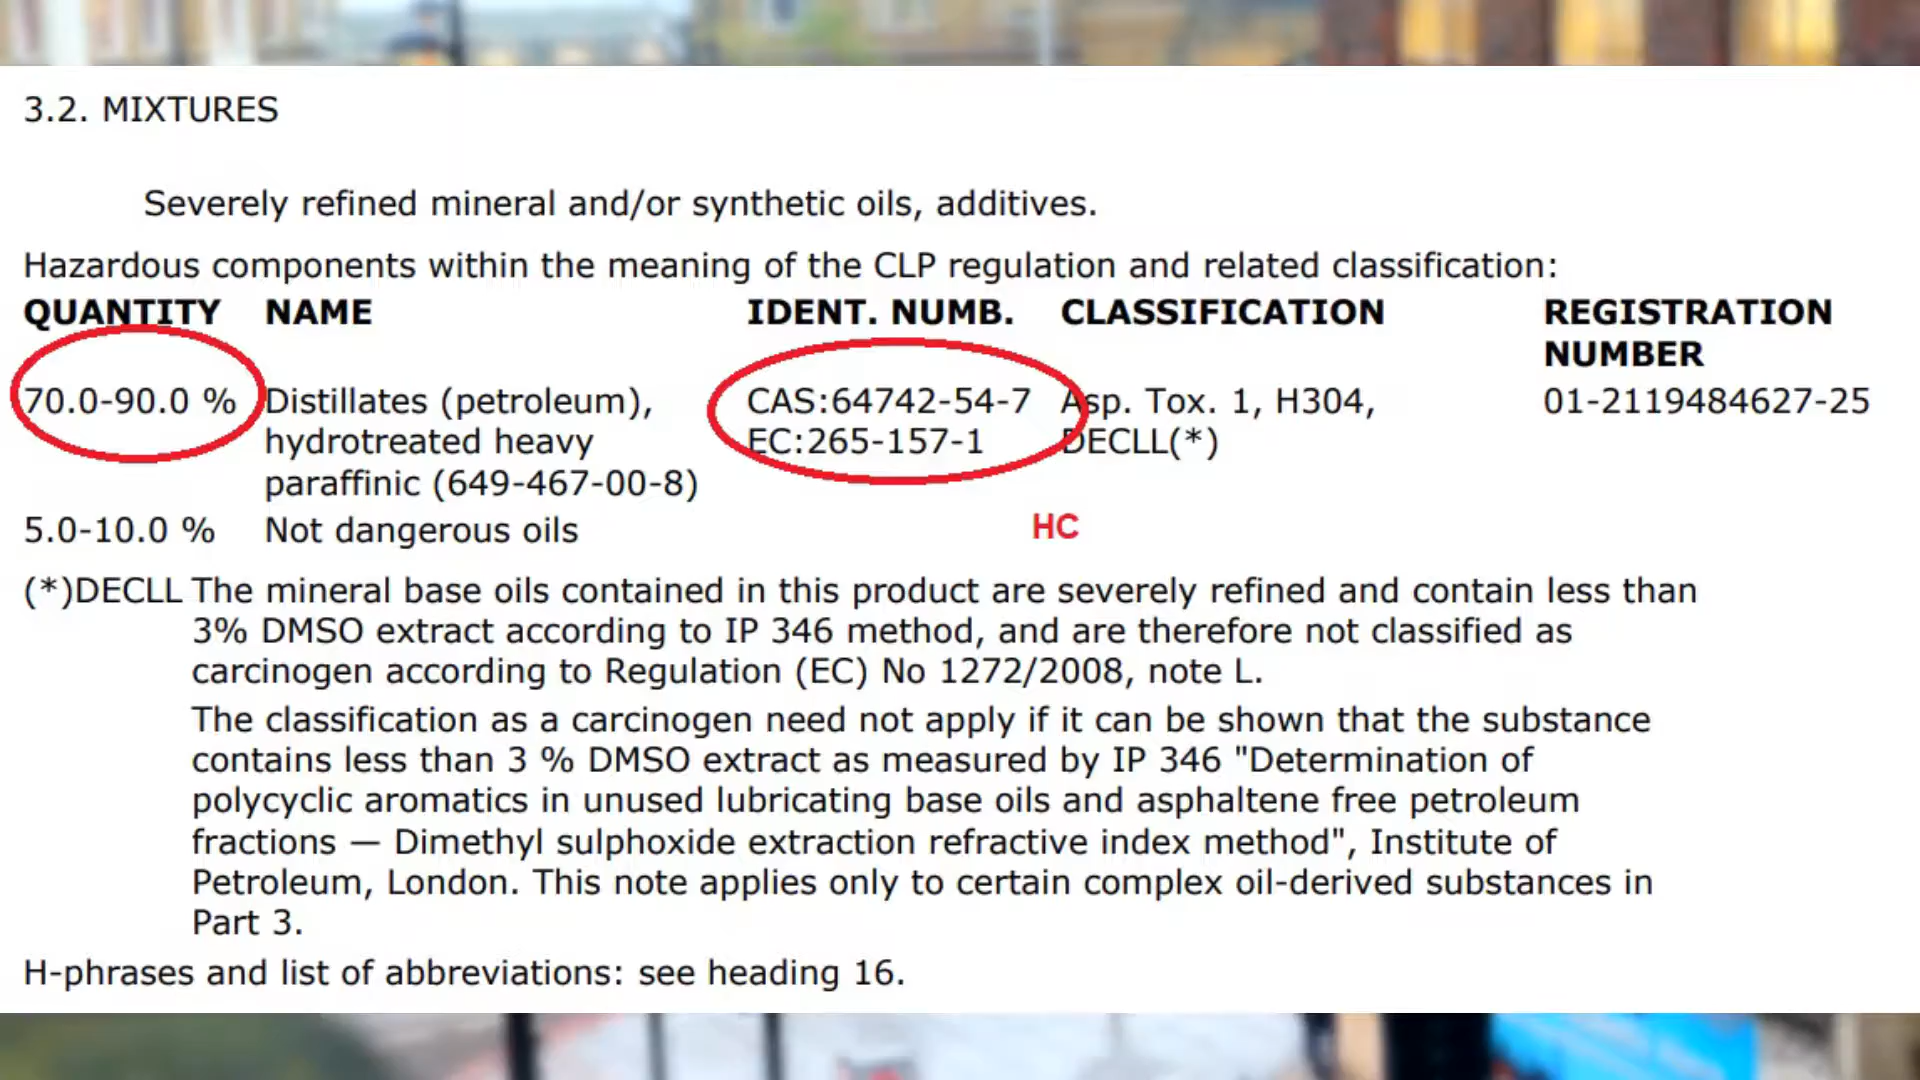 3.2. MIXTURES
Severely refined mineral and/or synthetic oils, additives.
Hazardous components within the meaning of the CLP regulation and related classification:
QUANTITY NAME IDENT. NUMB. CLASSIFICATION REGISTRATION
NUMBER
70.0-90.0 % Distillates (petroleum), CAS:64742-54-7 Asp. Tox. 1, H304, 01-2119484627-25
hydrotreated heavy EC:265-157-1 DECLL(*)
paraffinic (649-467-00-8)
5.0-10.0 % Not dangerous oils HC
(*)DECLL The mineral base oils contained in this product are severely refined and contain less than
3% DMSO extract according to IP 346 method, and are therefore not classified as
carcinogen according to Regulation (EC) No 1272/2008, note L.
The classification as a carcinogen need not apply if it can be shown that the substance
contains less than 3 % DMSO extract as measured by IP 346 "Determination of
polycyclic aromatics in unused lubricating base oils and asphaltene free petroleum
fractions — Dimethyl sulphoxide extraction refractive index method", Institute of
Petroleum, London. This note applies only to certain complex oil-derived substances in
Part 3.
H-phrases and list of abbreviations: see heading 16.